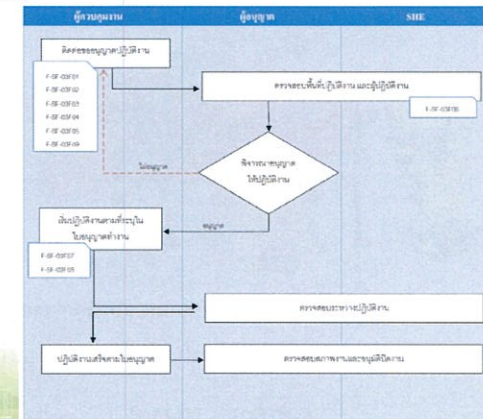 ผู้ควบคุมงาน
ผู้อนุญาต
SHE
ติดต่อขออนุญาตปฏิบัติงาน
F-SF-03F01
F-SF-03F02
F-SF-03F03
F-SF-03F04
F-SF-03F05
F-SF-03F09
ตรวจสอบพื้นที่ปฏิบัติงาน และผู้ปฏิบัติงาน
F-SF-03F08
ไม่อนุญาต
พิจารณาอนุญาต
ให้ปฏิบัติงาน
อนุญาต
เริ่มปฏิบัติงานตามที่ระบุใน
ใบอนุญาตทำงาน
F-SF-03F07
ตรวจสอบระหว่างปฏิบัติงาน
ปฏิบัติงานเสร็จตามใบอนุญาต
ตรวจสอบสภาพงานและอนุมัติปิดงาน